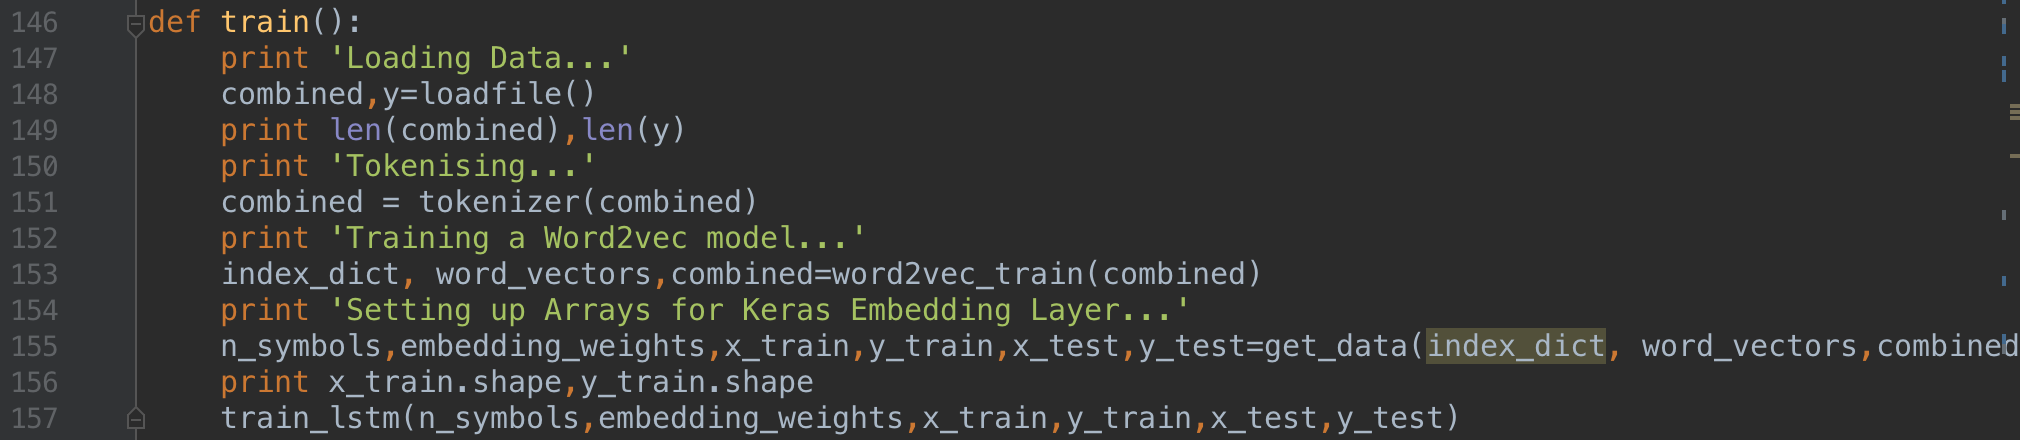 146 def train():
147     print 'Loading Data...'
148     combined,y=loadfile()
149     print len(combined),len(y)
150     print 'Tokenising...'
151     combined = tokenizer(combined)
152     print 'Training a Word2vec model...'
153     index_dict, word_vectors,combined=word2vec_train(combined)
154     print 'Setting up Arrays for Keras Embedding Layer...'
155     n_symbols,embedding_weights,x_train,y_train,x_test,y_test=get_data(index_dict, word_vectors,combined
156     print x_train.shape,y_train.shape
157     train_lstm(n_symbols,embedding_weights,x_train,y_train,x_test,y_test)